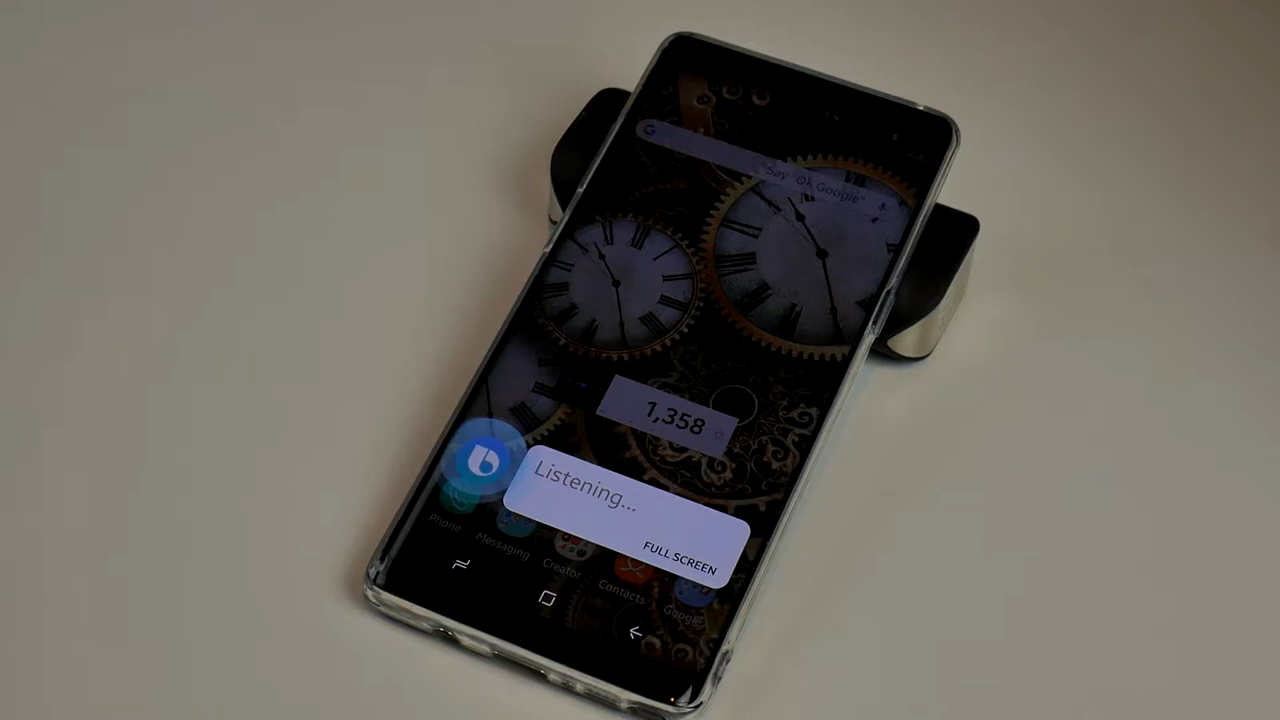 G
Say "Ok Google"
1,358
Listening...
FULL SCREEN
Phone
Messaging
Creator
Contacts
Google